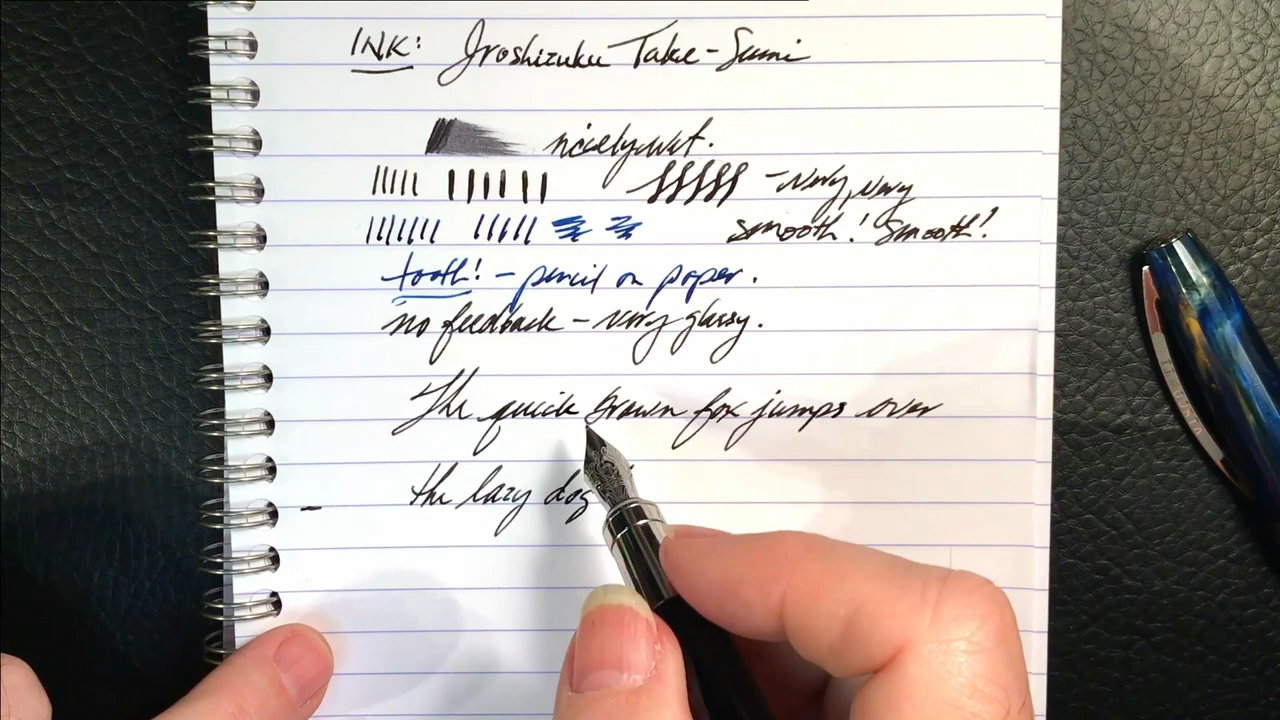 INK: Iroshizuku Take-Sumi
nicely wet.
- Very, very
smooth! Smooth!
tooth! - pencil on paper.
no feedback - very glassy.
The quick brown fox jumps over
the lazy dog